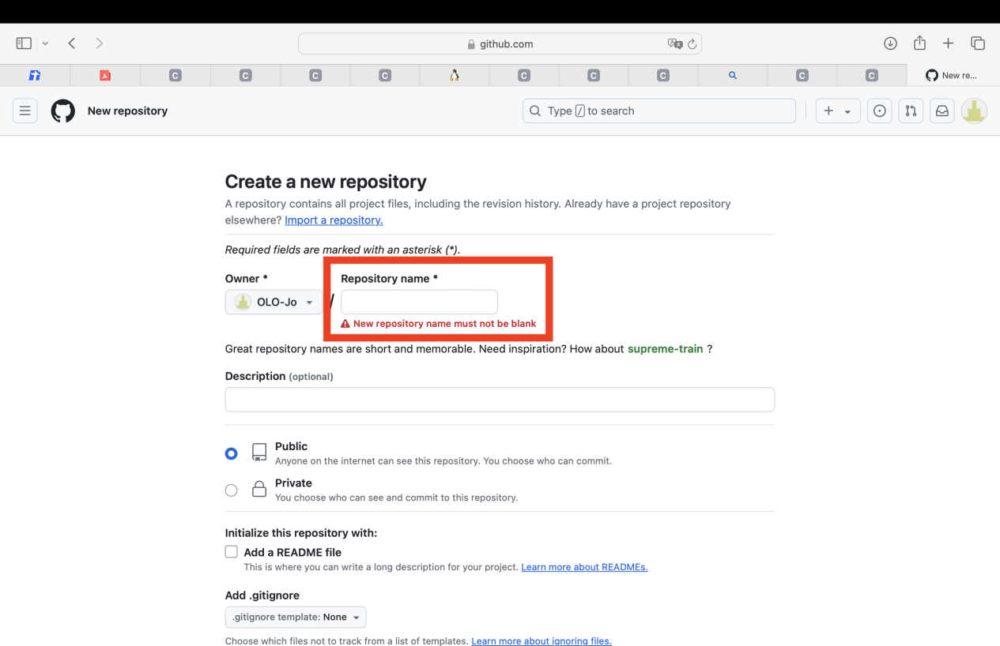 github.com
C
C
C
C
C
C
C
C
C
New re...
New repository
Type / to search
Create a new repository
A repository contains all project files, including the revision history. Already have a project repository
elsewhere? Import a repository.
Required fields are marked with an asterisk (*).
Owner *
Repository name *
OLO-Jo
/
New repository name must not be blank
Great repository names are short and memorable. Need inspiration? How about supreme-train ?
Description (optional)
Public
Anyone on the internet can see this repository. You choose who can commit.
Private
You choose who can see and commit to this repository.
Initialize this repository with:
Add a README file
This is where you can write a long description for your project. Learn more about READMEs.
Add .gitignore
.gitignore template: None
Choose which files not to track from a list of templates. Learn more about ignoring files.